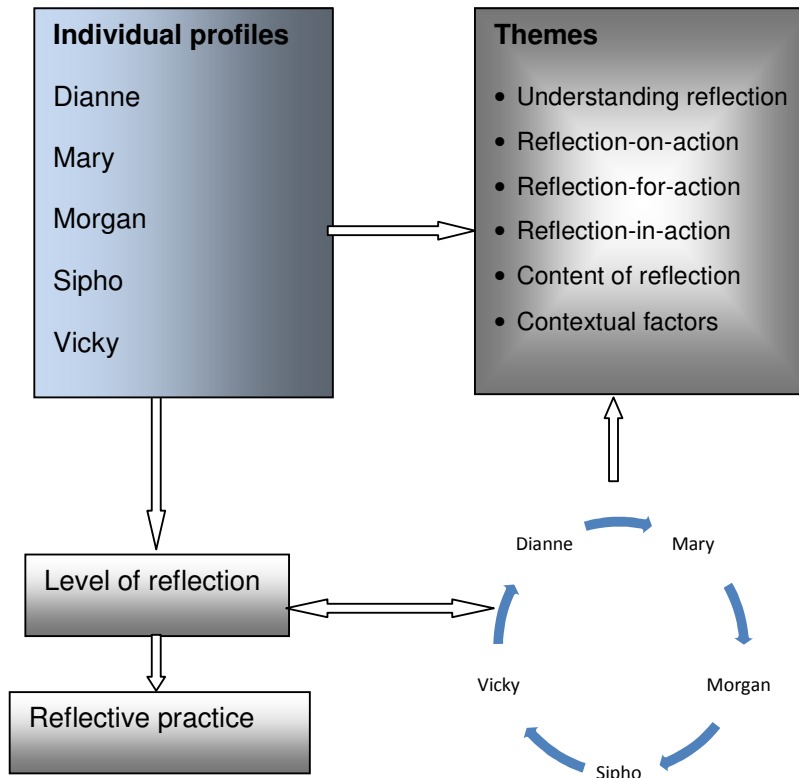 Individual profiles
Dianne
Mary
Morgan
Sipho
Vicky
Themes
• Understanding reflection
• Reflection-on-action
• Reflection-for-action
• Reflection-in-action
• Content of reflection
• Contextual factors
Level of reflection
Reflective practice
Dianne
Mary
Morgan
Sipho
Vicky